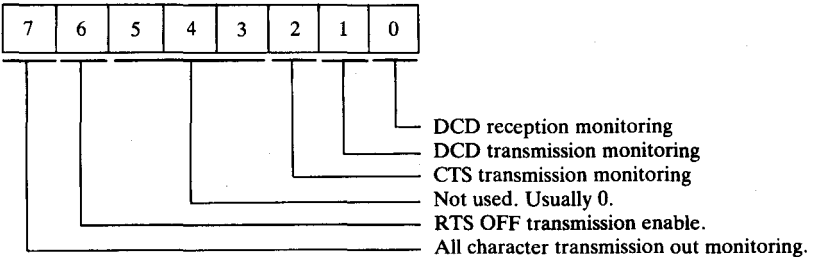 7 6 5 4 3 2 1 0
DCD reception monitoring
DCD transmission monitoring
CTS transmission monitoring
Not used. Usually 0.
RTS OFF transmission enable.
All character transmission out monitoring.